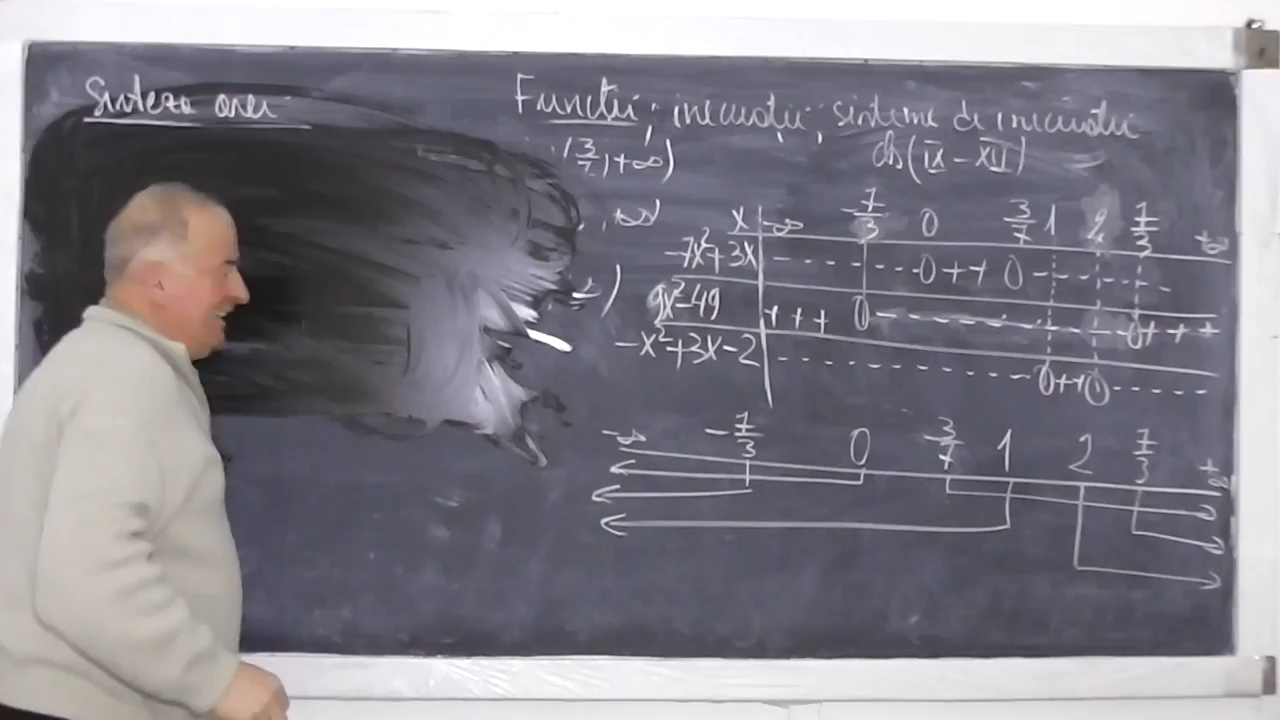 Sinteza orei
Funcții; inecuații; sisteme de inecuații
(3/7, +∞) cls (IX – XII)
, ∞)
x -∞ -7/3 0 3/7 1 2 7/3 +∞
-7x²+3x - - - - - - - 0 + + 0 - - - - - - -
9x²-49 + + + 0 - - - - - - - - - - 0 + + +
-x²+3x-2 - - - - - - - - - - - - 0 + + 0 - - - - -
-∞ -7/3 0 3/7 1 2 7/3 +∞